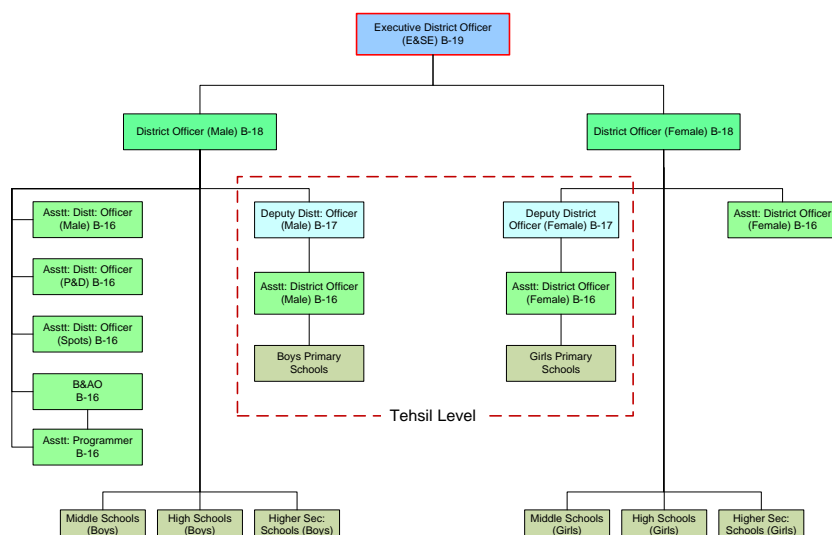 Executive District Officer
(E&SE) B-19
District Officer (Male) B-18
District Officer (Female) B-18
Asstt: Distt: Officer
(Male) B-16
Deputy Distt: Officer
(Male) B-17
Deputy District
Officer (Female) B-17
Asstt: District Officer
(Female) B-16
Asstt: Distt: Officer
(P&D) B-16
Asstt: District Officer
(Male) B-16
Asstt: District Officer
(Female) B-16
Asstt: Distt: Officer
(Spots) B-16
Boys Primary
Schools
Girls Primary
Schools
B&AO
B-16
Tehsil Level
Asstt: Programmer
B-16
Middle Schools
(Boys)
High Schools
(Boys)
Higher Sec:
Schools (Boys)
Middle Schools
(Girls)
High Schools
(Girls)
Higher Sec:
Schools (Girls)